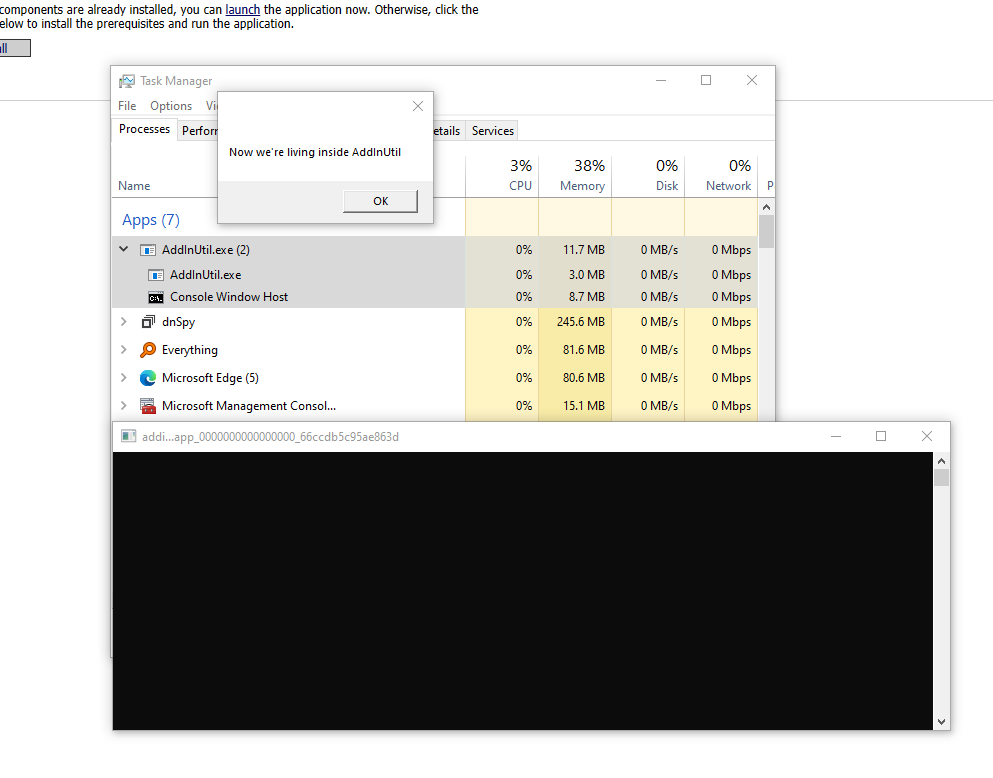 components are already installed, you can launch the application now. Otherwise, click the
elow to install the prerequisites and run the application.
all
Task Manager
File Options Vi
Processes Perforr etails Services
Now we're living inside AddInUtil
OK
3% 38% 0% 0%
Name CPU Memory Disk Network P
Apps (7)
AddInUtil.exe (2) 0% 11.7 MB 0 MB/s 0 Mbps
AddInUtil.exe 0% 3.0 MB 0 MB/s 0 Mbps
Console Window Host 0% 8.7 MB 0 MB/s 0 Mbps
dnSpy 0% 245.6 MB 0 MB/s 0 Mbps
Everything 0% 81.6 MB 0 MB/s 0 Mbps
Microsoft Edge (5) 0% 80.6 MB 0 MB/s 0 Mbps
Microsoft Management Consol... 0% 15.1 MB 0 MB/s 0 Mbps
addi...app_0000000000000000_66ccdb5c95ae863d